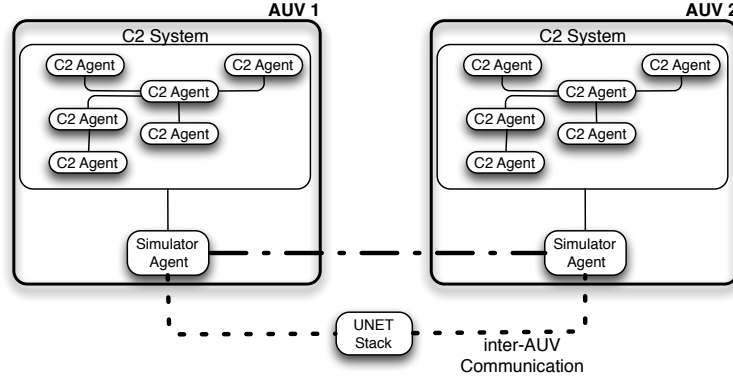 AUV 1
C2 System
C2 Agent
C2 Agent
C2 Agent
C2 Agent
C2 Agent
C2 Agent
Simulator
Agent
AUV 2
C2 System
C2 Agent
C2 Agent
C2 Agent
C2 Agent
C2 Agent
C2 Agent
Simulator
Agent
UNET
Stack
inter-AUV
Communication